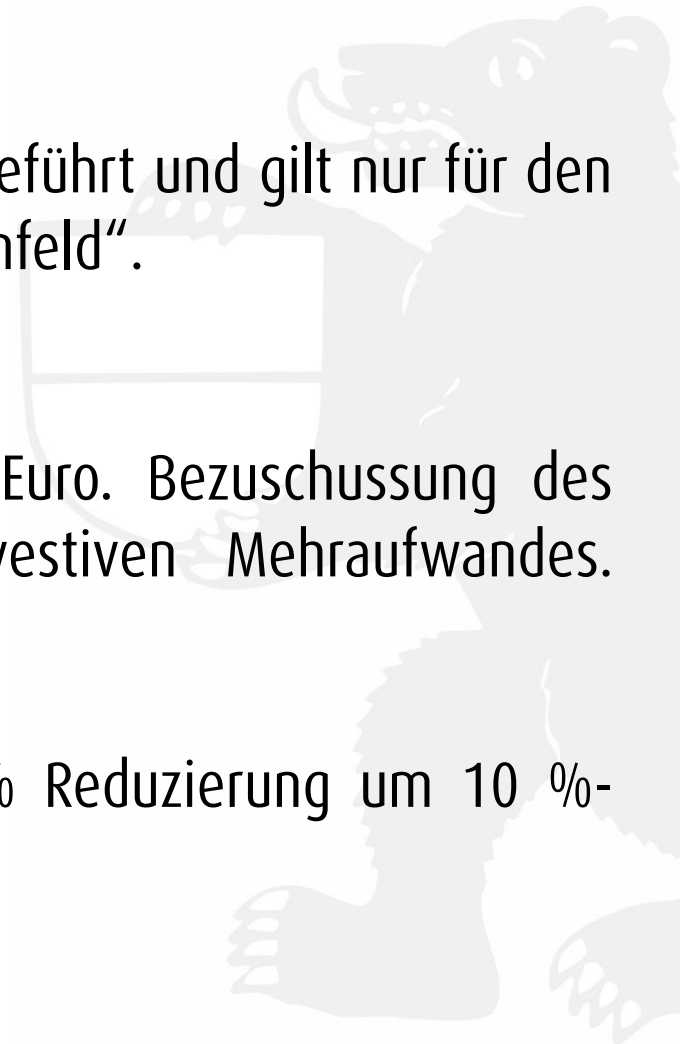 eführt und gilt nur für den
nfeld“.
Euro. Bezuschussung des
vestiven Mehraufwandes.
% Reduzierung um 10 %-